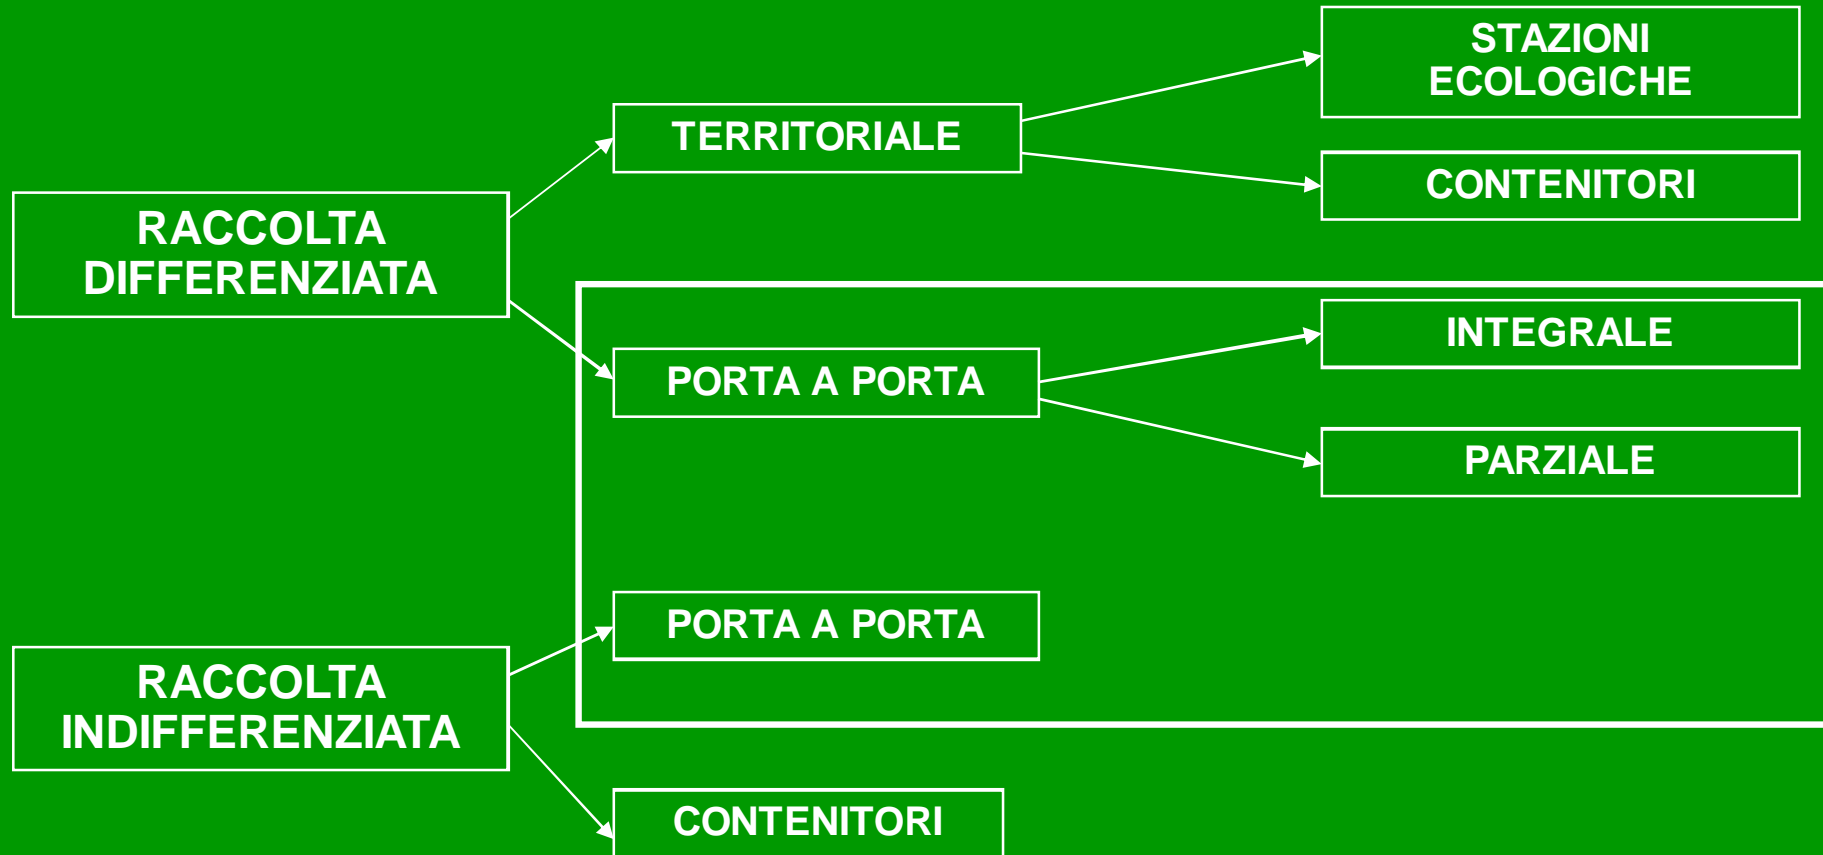 STAZIONI
ECOLOGICHE
TERRITORIALE
CONTENITORI
RACCOLTA
DIFFERENZIATA
INTEGRALE
PORTA A PORTA
PARZIALE
PORTA A PORTA
RACCOLTA
INDIFFERENZIATA
CONTENITORI